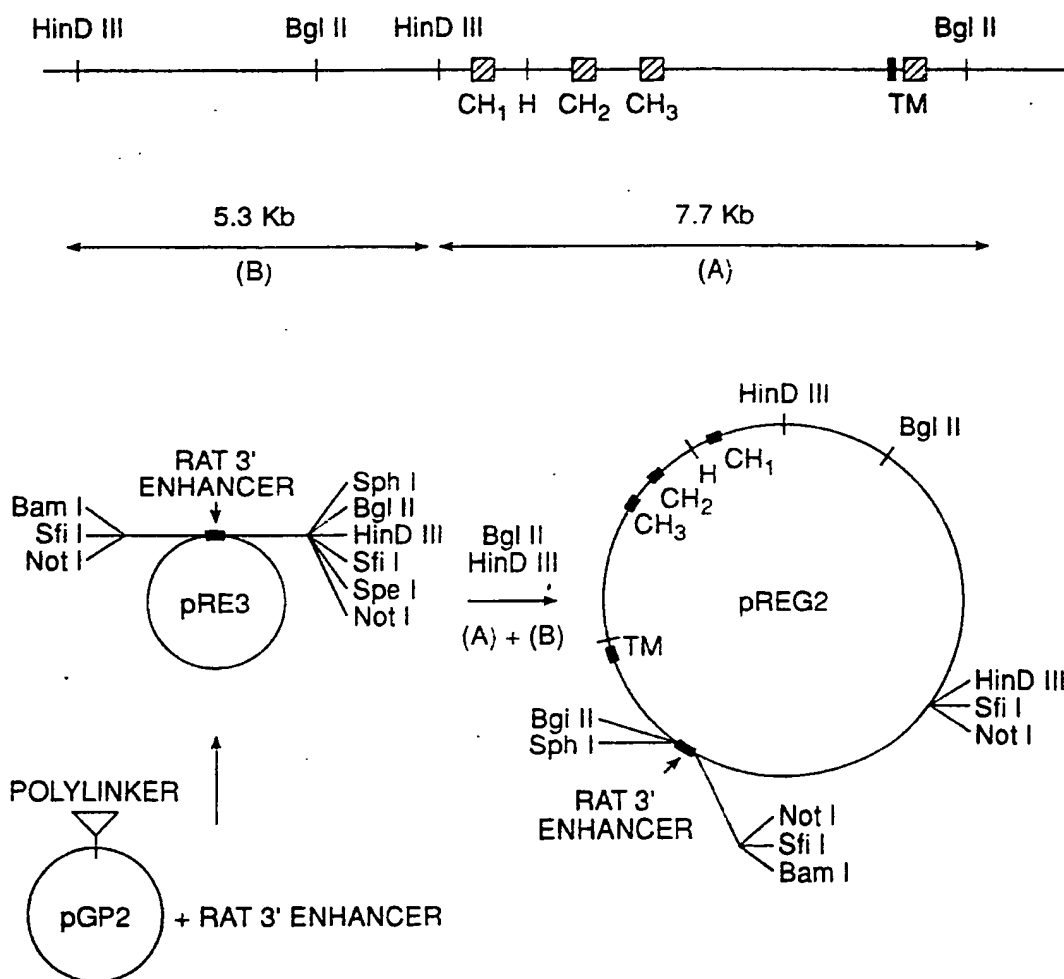 HinD III Bgl II HinD III Bgl II
CH1 H CH2 CH3 TM
5.3 Kb 7.7 Kb
(B) (A)
RAT 3'
ENHANCER
Bam I
Sfi I
Not I
Sph I
Bgl II
HinD III
Sfi I
Spe I
Not I
pRE3
Bgl II
HinD III
(A) + (B)
HinD III
Bgl II
CH1
H
CH2
CH3
pREG2
TM
HinD III
Sfi I
Not I
Bgi II
Sph I
RAT 3'
ENHANCER
Not I
Sfi I
Bam I
POLYLINKER
pGP2 + RAT 3' ENHANCER